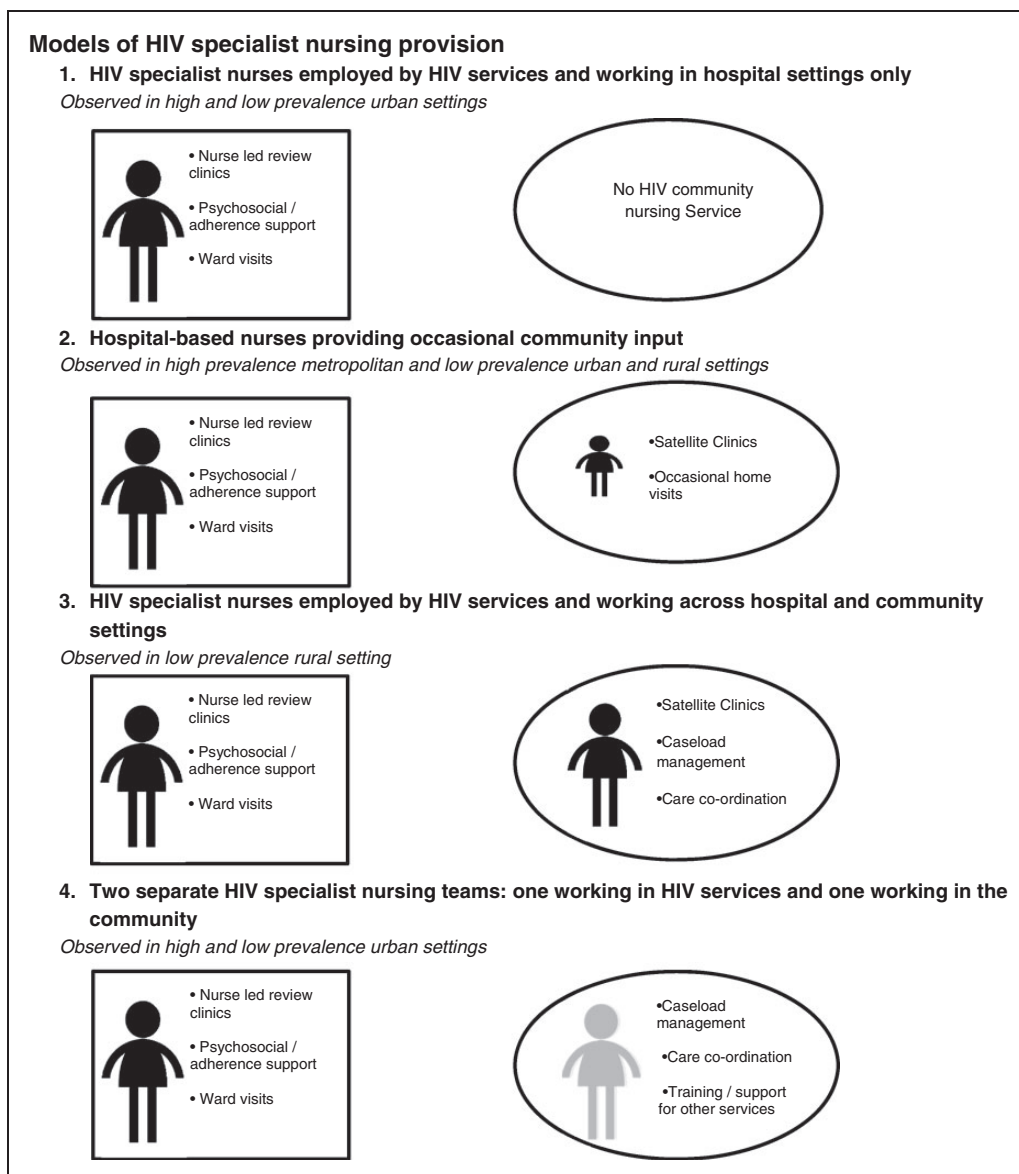 Models of HIV specialist nursing provision
1. HIV specialist nurses employed by HIV services and working in hospital settings only
Observed in high and low prevalence urban settings
• Nurse led review
clinics
• Psychosocial /
adherence support
• Ward visits
No HIV community
nursing Service
2. Hospital-based nurses providing occasional community input
Observed in high prevalence metropolitan and low prevalence urban and rural settings
• Nurse led review
clinics
• Psychosocial /
adherence support
• Ward visits
•Satellite Clinics
•Occasional home
visits
3. HIV specialist nurses employed by HIV services and working across hospital and community
settings
Observed in low prevalence rural setting
• Nurse led review
clinics
• Psychosocial /
adherence support
• Ward visits
•Satellite Clinics
•Caseload
management
•Care co-ordination
4. Two separate HIV specialist nursing teams: one working in HIV services and one working in the
community
Observed in high and low prevalence urban settings
• Nurse led review
clinics
• Psychosocial /
adherence support
• Ward visits
•Caseload
management
•Care co-ordination
•Training / support
for other services